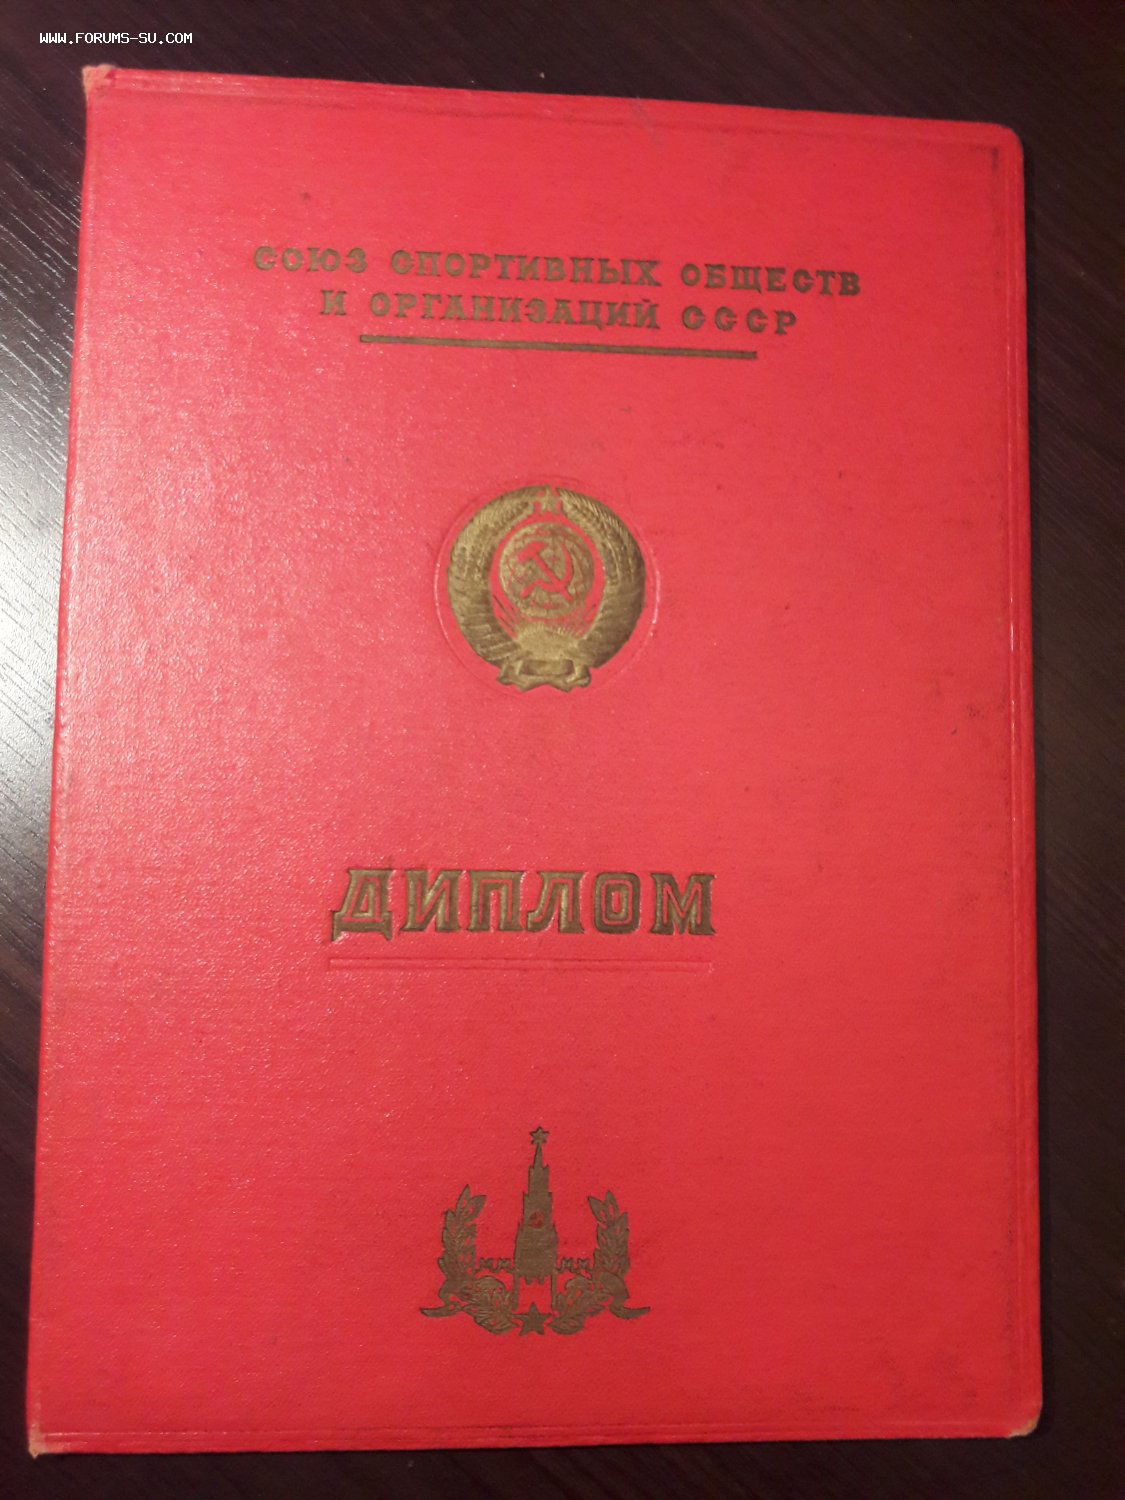 WWW.FORUMS-SU.COM
СОЮЗ СПОРТИВНЫХ ОБЩЕСТВ
И ОРГАНИЗАЦИЙ СССР
ДИПЛОМ